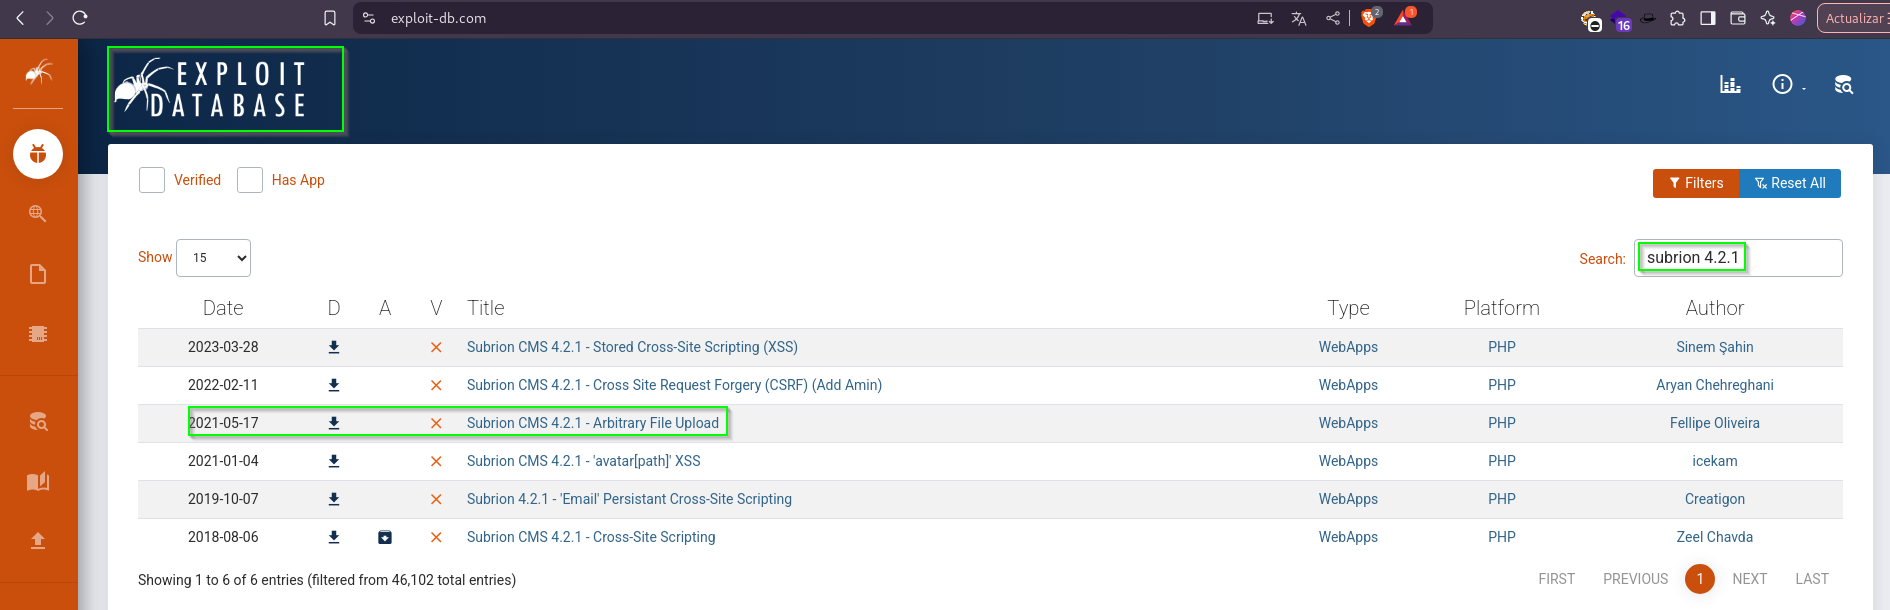 exploit-db.com
2
1
16
Actualizar
EXPLOIT
DATABASE
Verified Has App
Filters Reset All
Show 15
Search: subrion 4.2.1
Date D A V Title Type Platform Author
2023-03-28 Subrion CMS 4.2.1 - Stored Cross-Site Scripting (XSS) WebApps PHP Sinem Şahin
2022-02-11 Subrion CMS 4.2.1 - Cross Site Request Forgery (CSRF) (Add Amin) WebApps PHP Aryan Chehreghani
2021-05-17 Subrion CMS 4.2.1 - Arbitrary File Upload WebApps PHP Fellipe Oliveira
2021-01-04 Subrion CMS 4.2.1 - 'avatar[path]' XSS WebApps PHP icekam
2019-10-07 Subrion 4.2.1 - 'Email' Persistant Cross-Site Scripting WebApps PHP Creatigon
2018-08-06 Subrion CMS 4.2.1 - Cross-Site Scripting WebApps PHP Zeel Chavda
Showing 1 to 6 of 6 entries (filtered from 46,102 total entries)
FIRST PREVIOUS 1 NEXT LAST